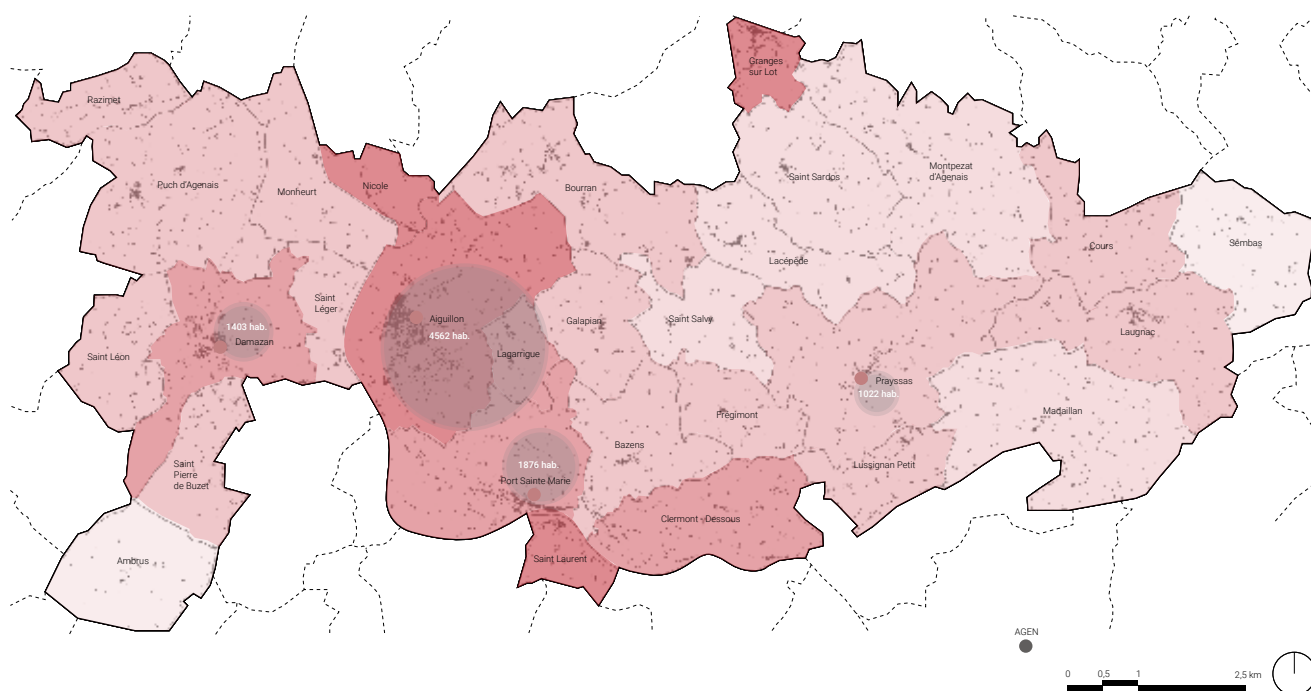 Granges
sur Lot
Razimet
Puch d'Agenais
Monheurt
Nicole
Bourran
Saint Sardos
Montpezat
d'Agenais
Cours
Sembas
Lacépède
Saint
Léger
Aiguillon
4562 hab.
Galapian
Saint Salvy
Laugnac
1403 hab.
Damazan
Saint Léon
Lagarrigue
Prayssas
1022 hab.
Prégimont
Madaillan
Bazens
Saint
Pierre
de Buzet
1876 hab.
Port Sainte Marie
Lussignan Petit
Clermont - Dessous
Saint Laurent
Ambrus
AGEN
0 0,5 1 2,5 km